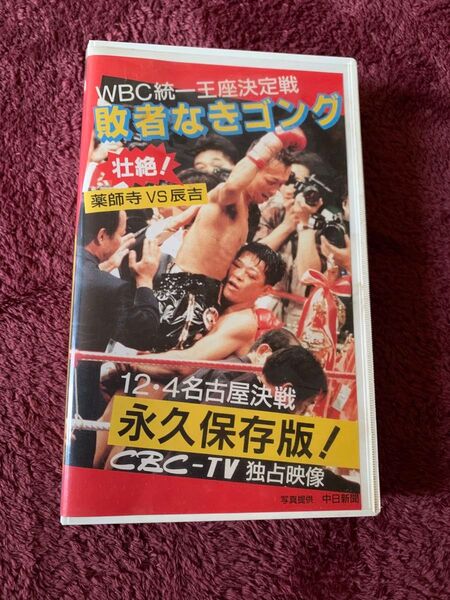 WBC統一王座決定戦
敗者なきゴング
壮絶！
薬師寺 VS 辰吉
12・4名古屋決戦
永久保存版！
CBC-TV 独占映像
写真提供 中日新聞